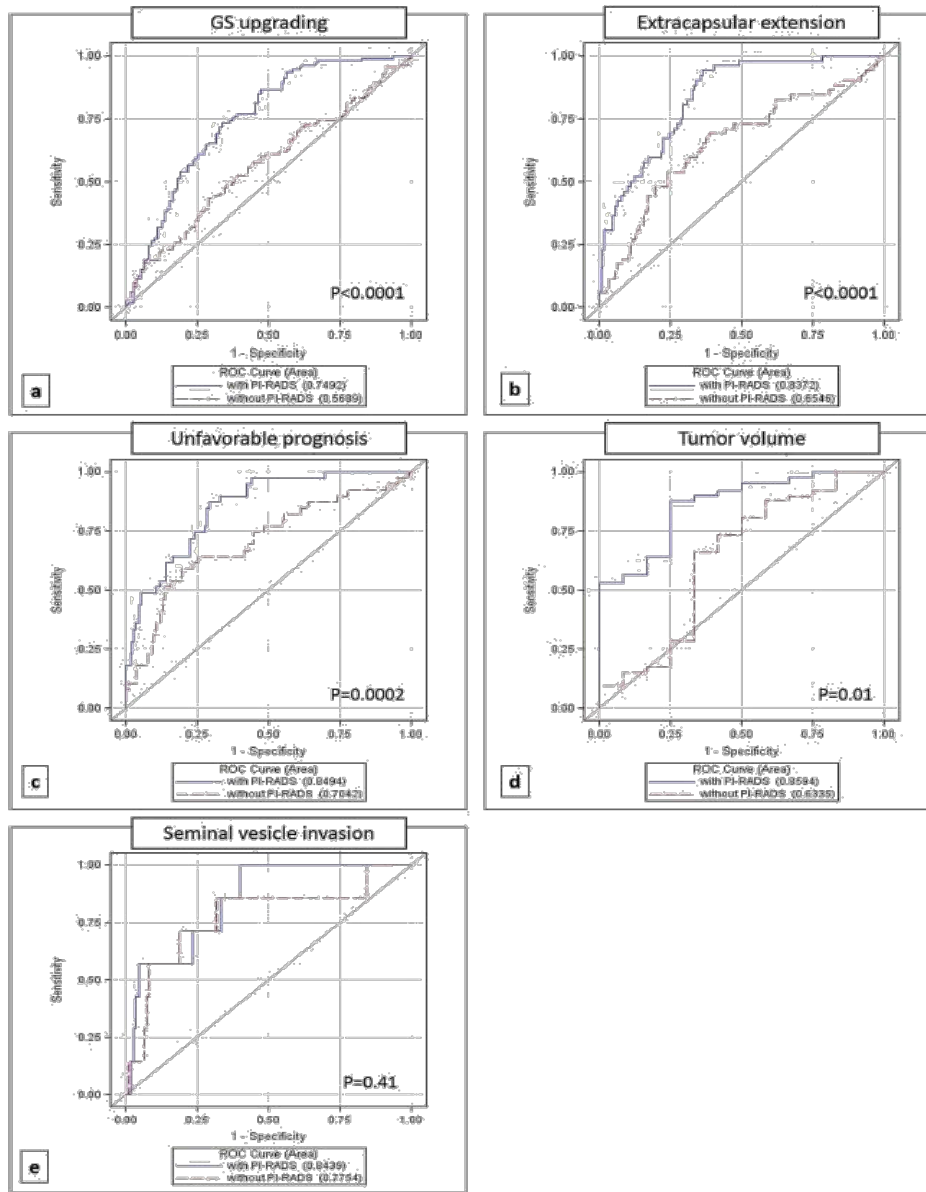 GS upgrading
1.00
0.75
0.50
0.25
0.00
Sensitivity
P<0.0001
0.00 0.25 0.50 0.75 1.00
1 - Specificity
ROC Curve (Area)
with PI-RADS (0.7492)
without PI-RADS
a
Extracapsular extension
1.00
0.75
0.50
0.25
0.00
Sensitivity
P<0.0001
0.00 0.25 0.50 0.75 1.00
1 - Specificity
ROC Curve (Area)
with PI-RADS (0.8372)
without PI-RADS (0.6546)
b
Unfavorable prognosis
1.00
0.75
0.50
0.25
0.00
Sensitivity
P=0.0002
0.00 0.25 0.50 0.75 1.00
1 - Specificity
ROC Curve (Area)
with PI-RADS (0.8494)
without PI-RADS (0.7042)
c
Tumor volume
1.00
0.75
0.50
0.25
0.00
Sensitivity
P=0.01
0.00 0.25 0.50 0.75 1.00
1 - Specificity
ROC Curve (Area)
with PI-RADS (0.8594)
without PI-RADS
d
Seminal vesicle invasion
1.00
0.75
0.50
0.25
0.00
Sensitivity
P=0.41
0.00 0.25 0.50 0.75 1.00
1 - Specificity
ROC Curve (Area)
with PI-RADS
without PI-RADS (0.7754)
e